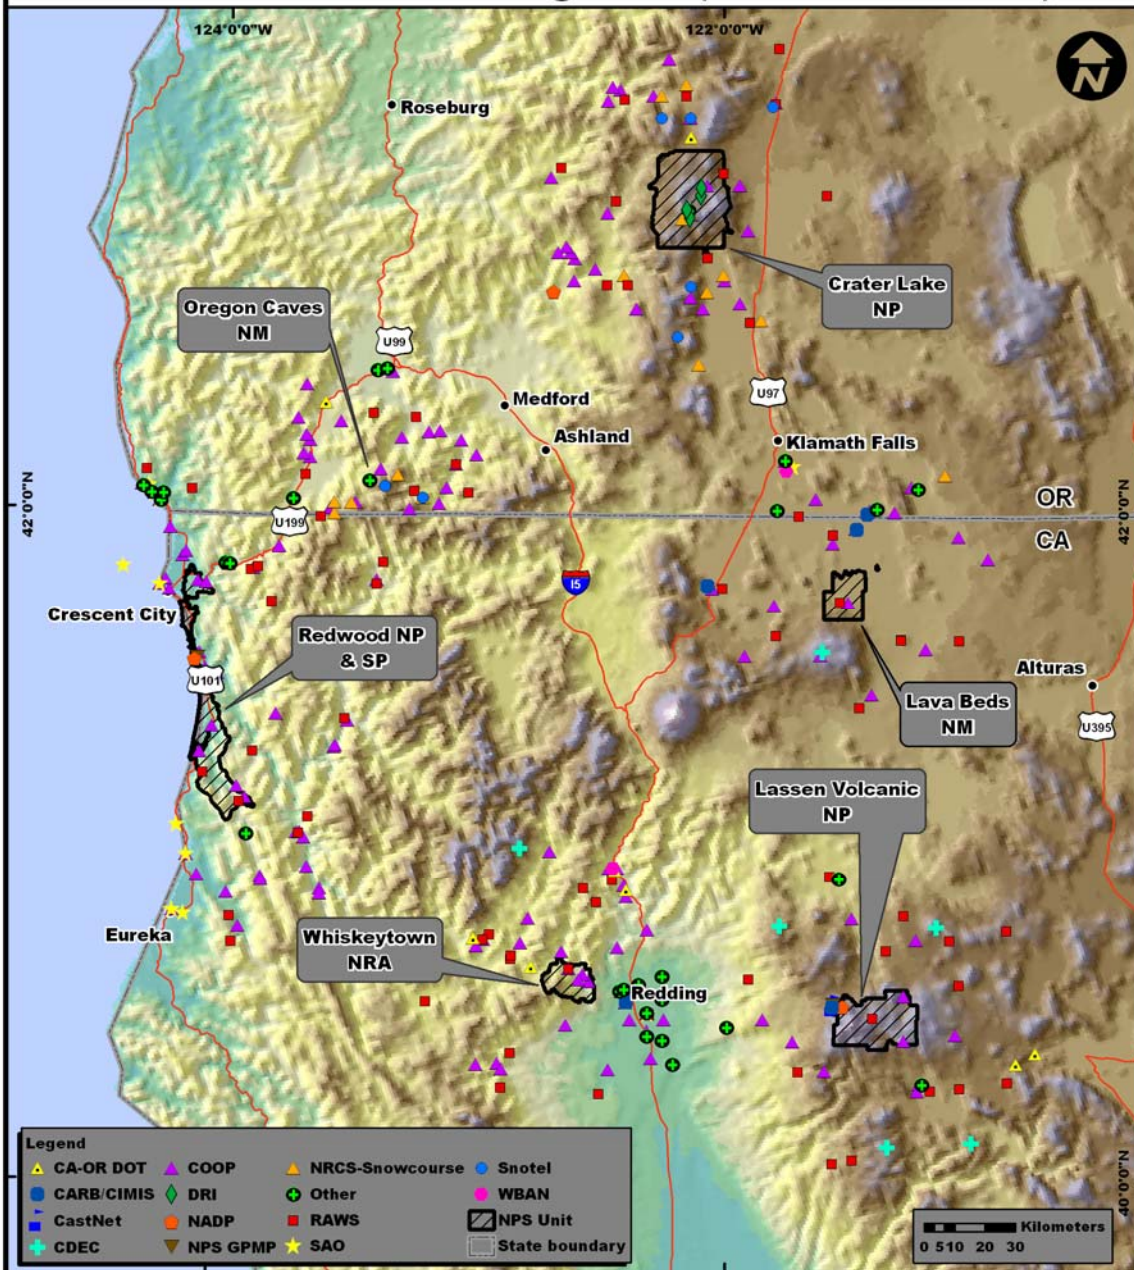 124°0'0"W
122°0'0"W
N
Roseburg
Crater Lake
NP
Oregon Caves
NM
U99
U97
Medford
Ashland
Klamath Falls
42°0'0"N
OR
42°0'0"N
U199
CA
I5
Crescent City
Redwood NP
& SP
U101
Alturas
Lava Beds
NM
U395
Lassen Volcanic
NP
Eureka
Whiskeytown
NRA
Redding
Legend
CA-OR DOT
COOP
NRCS-Snowcourse
Snotel
CARB/CIMIS
DRI
Other
WBAN
CastNet
NADP
RAWS
NPS Unit
CDEC
NPS GPMP
SAO
State boundary
Kilometers
0 5 10 20 30
40°0'0"N